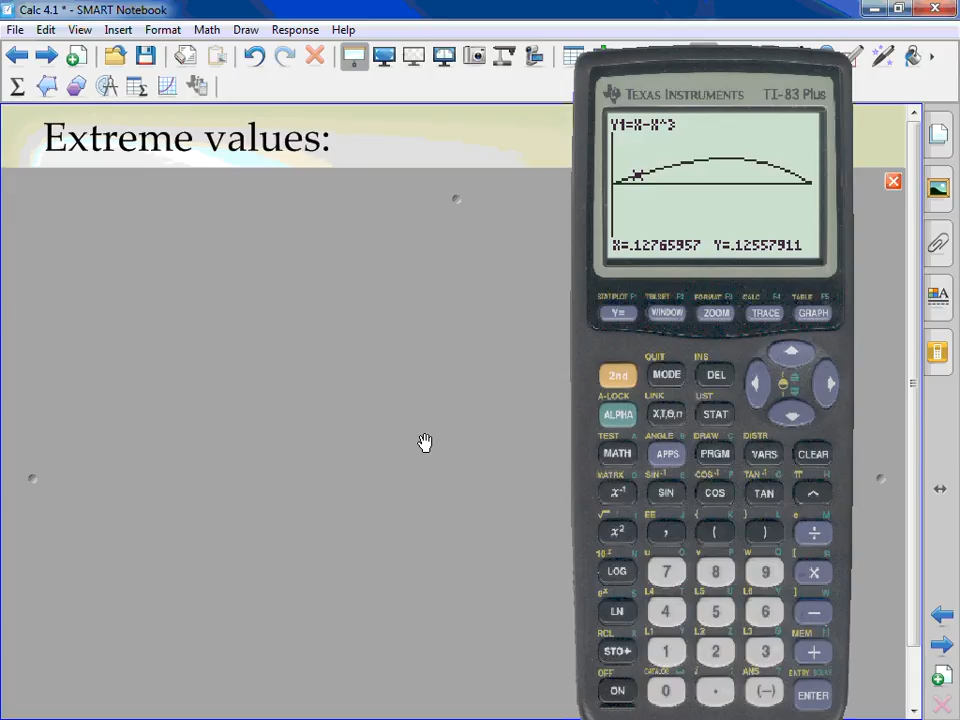 Calc 4.1 * - SMART Notebook
File Edit View Insert Format Math Draw Response Help
Extreme values:
TEXAS INSTRUMENTS TI-83 Plus
Y1=X-X^3
X=.12765957 Y=.12557911
STAT PLOT F1 TBLSET F2 FORMAT F3 CALC F4 TABLE F5
Y= WINDOW ZOOM TRACE GRAPH
QUIT INS
2nd MODE DEL
A-LOCK LINK LIST
ALPHA X,T,Θ,n STAT
TEST A ANGLE B DRAW C DISTR
MATH APPS PRGM VARS CLEAR
MATRX D SIN⁻¹ E COS⁻¹ F TAN⁻¹ G π H
x⁻¹ SIN COS TAN ^
√ I EE J { K } L e M
x² , ( ) ÷
10ˣ N u O v P w Q [ R
LOG 7 8 9 X
eˣ S L4 T L5 U L6 V ] W
LN 4 5 6 −
RCL X L1 Y L2 Z L3 Θ MEM "
STO► 1 2 3 +
OFF CATALOG ANS ? ENTRY SOLVE
ON 0 . (−) ENTER